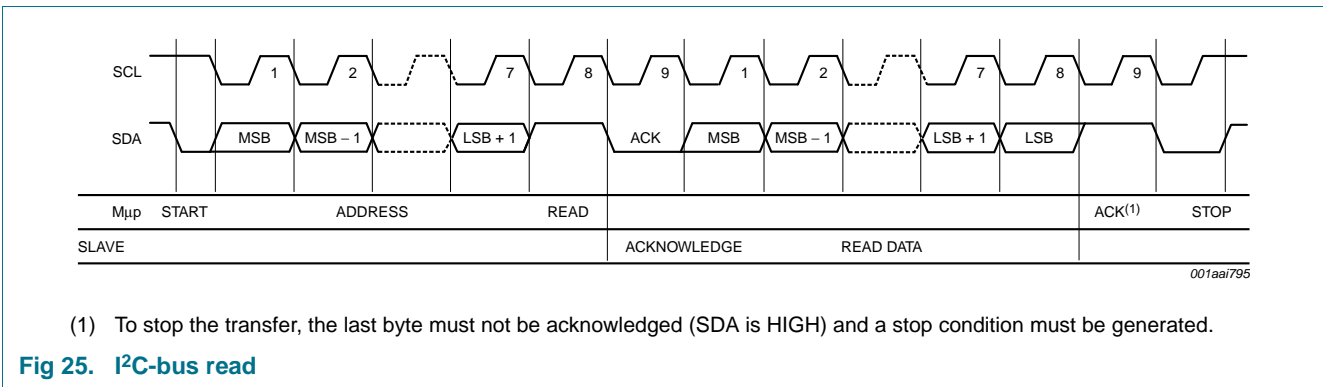 SCL 1 2 7 8 9 1 2 7 8 9
SDA MSB MSB − 1 LSB + 1 ACK MSB MSB − 1 LSB + 1 LSB
Mμp START ADDRESS READ ACK(1) STOP
SLAVE ACKNOWLEDGE READ DATA
001aai795
(1) To stop the transfer, the last byte must not be acknowledged (SDA is HIGH) and a stop condition must be generated.
Fig 25. I²C-bus read